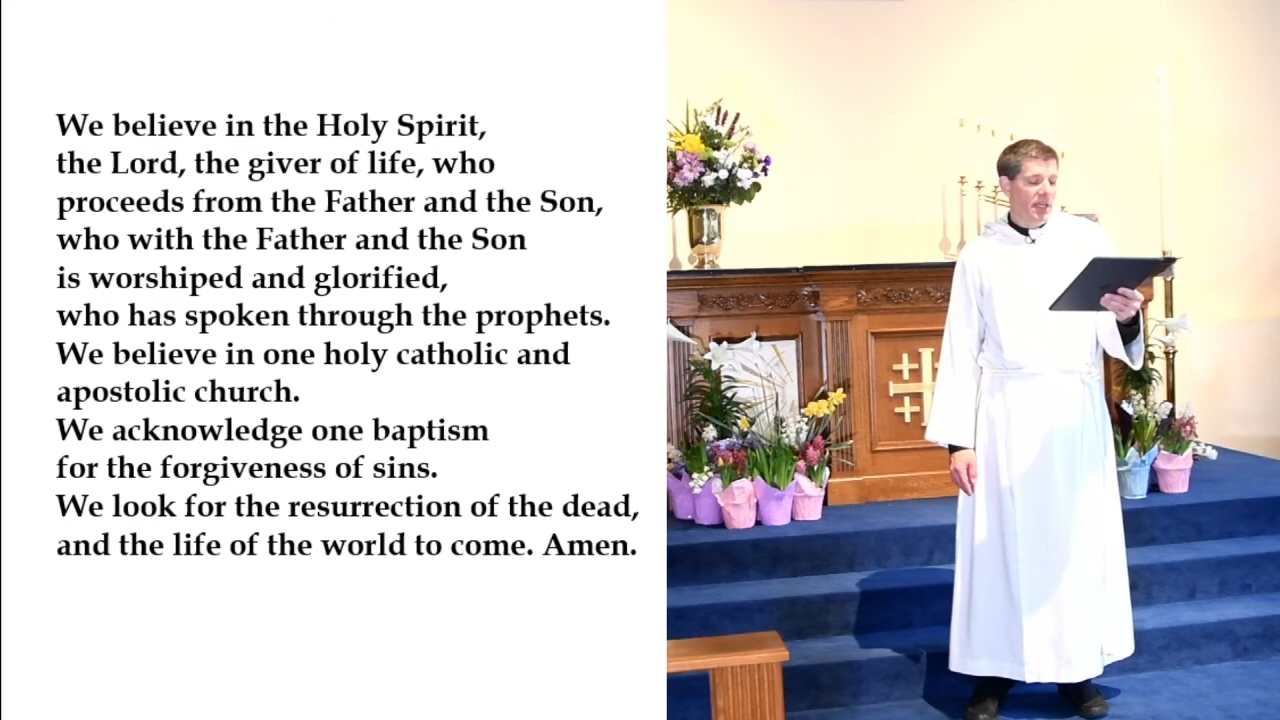 We believe in the Holy Spirit,
the Lord, the giver of life, who
proceeds from the Father and the Son,
who with the Father and the Son
is worshiped and glorified,
who has spoken through the prophets.
We believe in one holy catholic and
apostolic church.
We acknowledge one baptism
for the forgiveness of sins.
We look for the resurrection of the dead,
and the life of the world to come. Amen.